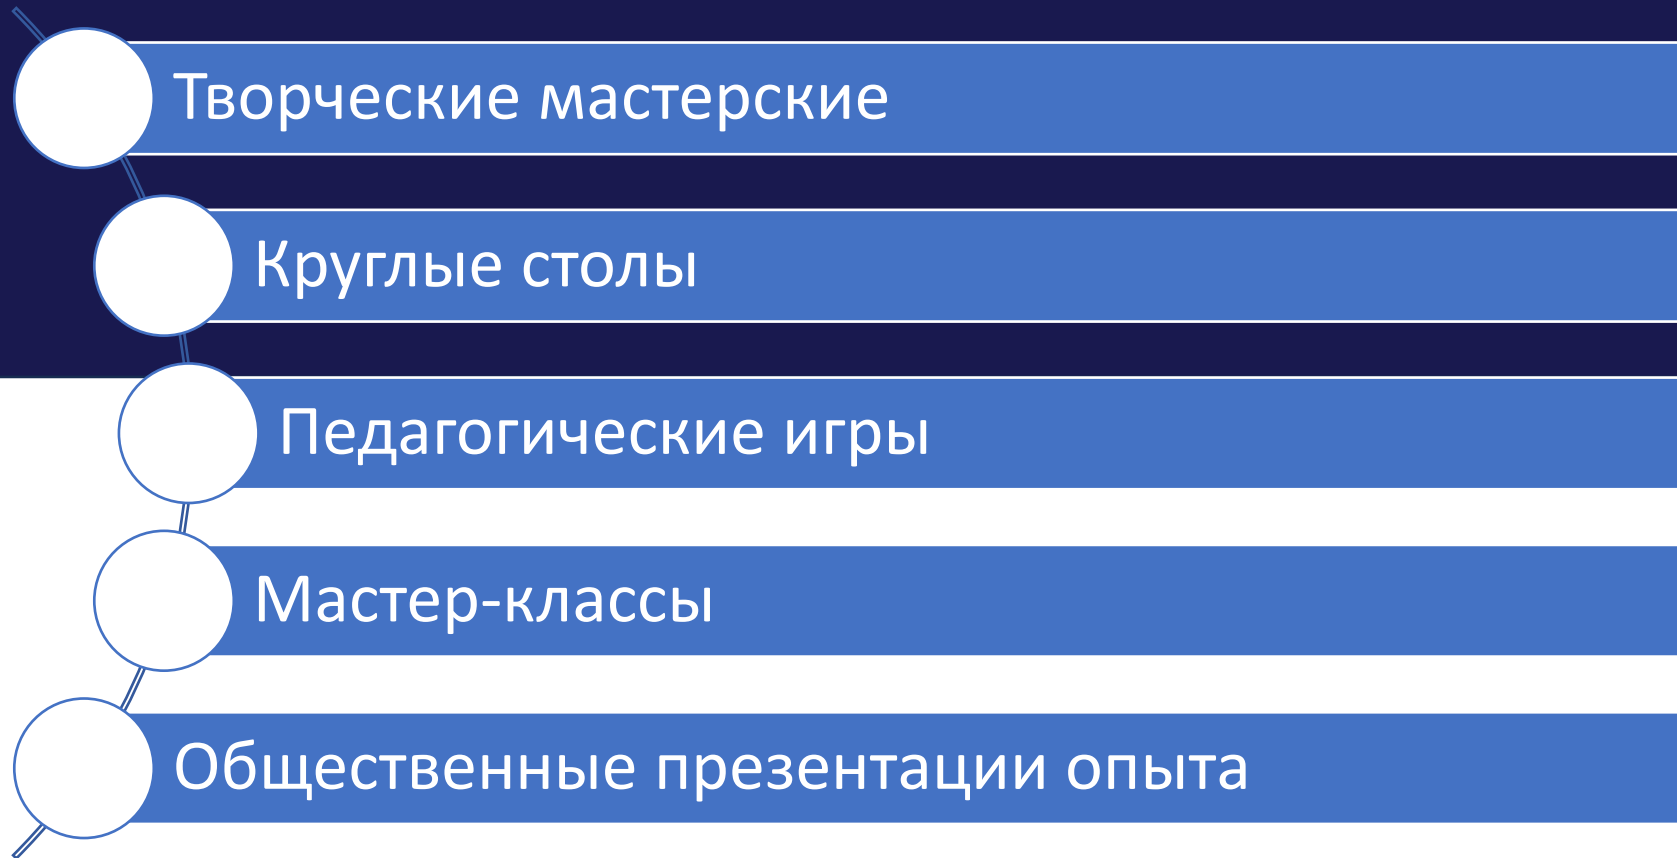 Творческие мастерские
Круглые столы
Педагогические игры
Мастер-классы
Общественные презентации опыта